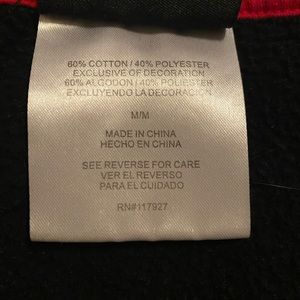 60% COTTON / 40% POLYESTER
EXCLUSIVE OF DECORATION
60% ALGODON / 40% POLIESTER
EXCLUYENDO LA DECORACION
M/M
MADE IN CHINA
HECHO EN CHINA
SEE REVERSE FOR CARE
VER EL REVERSO
PARA EL CUIDADO
RN#117927